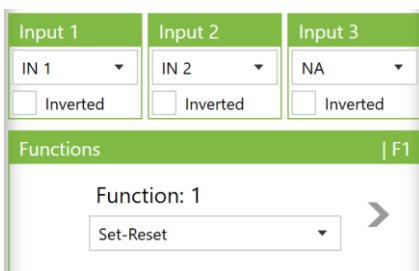 Input 1 Input 2 Input 3
IN 1 IN 2 NA
Inverted Inverted Inverted
Functions | F1
Function: 1
Set-Reset